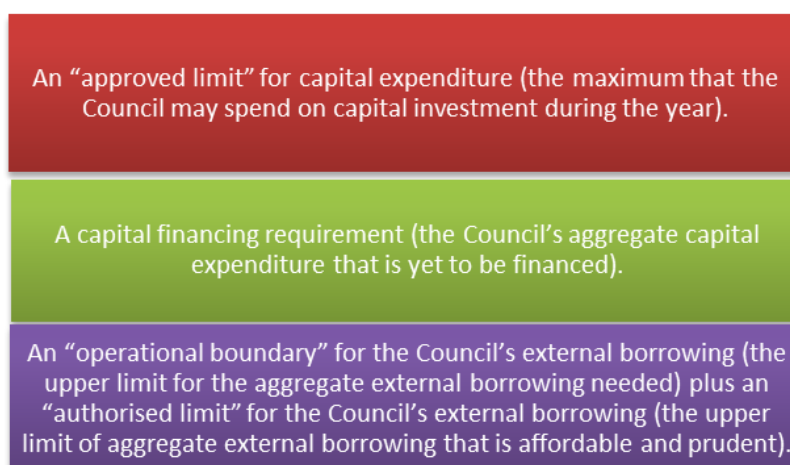 An “approved limit” for capital expenditure (the maximum that the
Council may spend on capital investment during the year).
A capital financing requirement (the Council’s aggregate capital
expenditure that is yet to be financed).
An “operational boundary” for the Council’s external borrowing (the
upper limit for the aggregate external borrowing needed) plus an
“authorised limit” for the Council’s external borrowing (the upper
limit of aggregate external borrowing that is affordable and prudent).